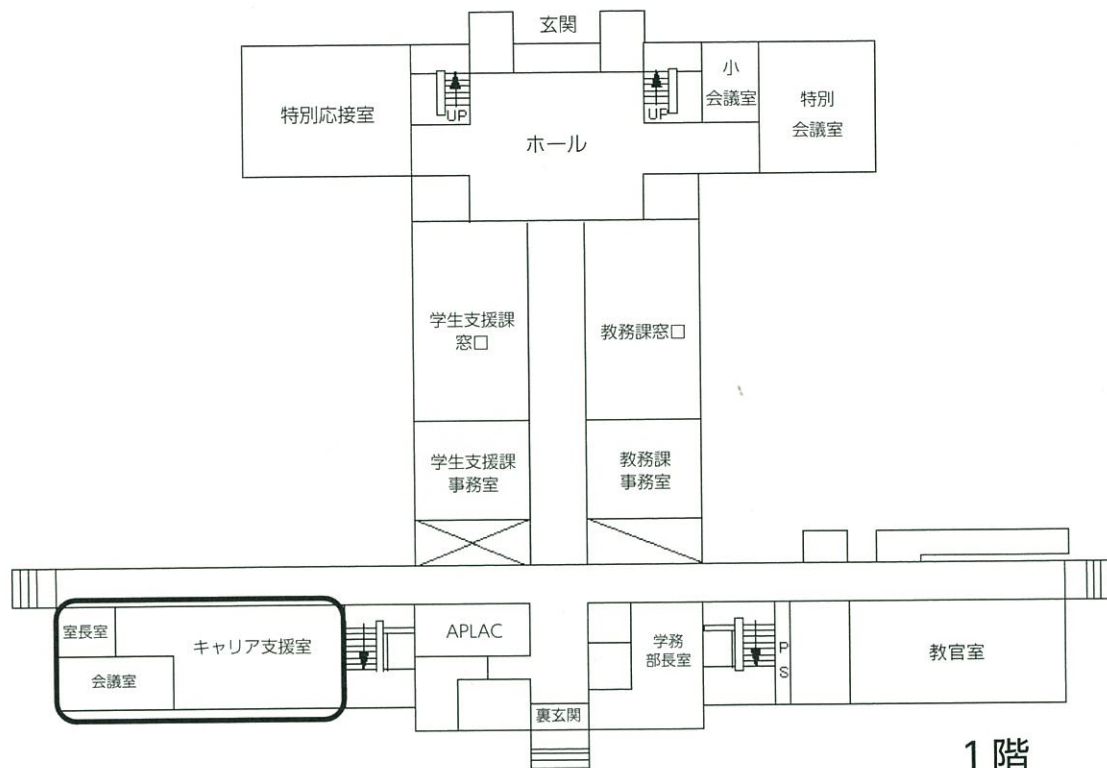 玄関
特別応接室
UP
UP
小
会議室
特別
会議室
ホール
学生支援課
窓口
教務課窓口
学生支援課
事務室
教務課
事務室
室長室
キャリア支援室
会議室
APLAC
学務
部長室
P
S
教官室
裏玄関
1階